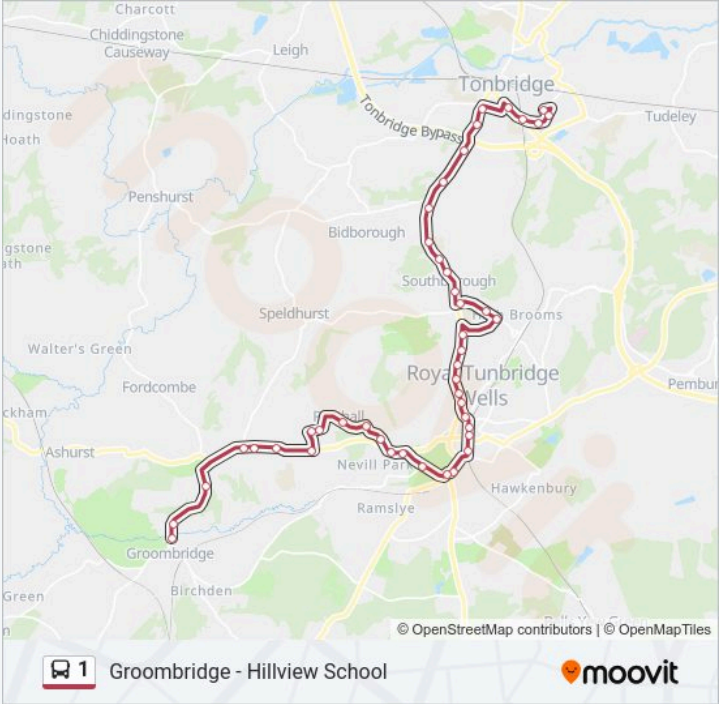 Charcott
Chiddingstone
Causeway
Leigh
Tonbridge
Tonbridge Bypass
Tudeley
dingstone
Hoath
Penshurst
Bidborough
gstone
ath
Southborough
Speldhurst
Brooms
Walter's Green
Royal Tunbridge
Wells
Fordcombe
Pembur
ckham
Ashurst
Nevill Park
Hawkenbury
Ramslye
Groombridge
Green
Birchden
n
© OpenStreetMap contributors | © OpenMapTiles
1 Groombridge - Hillview School
moovit